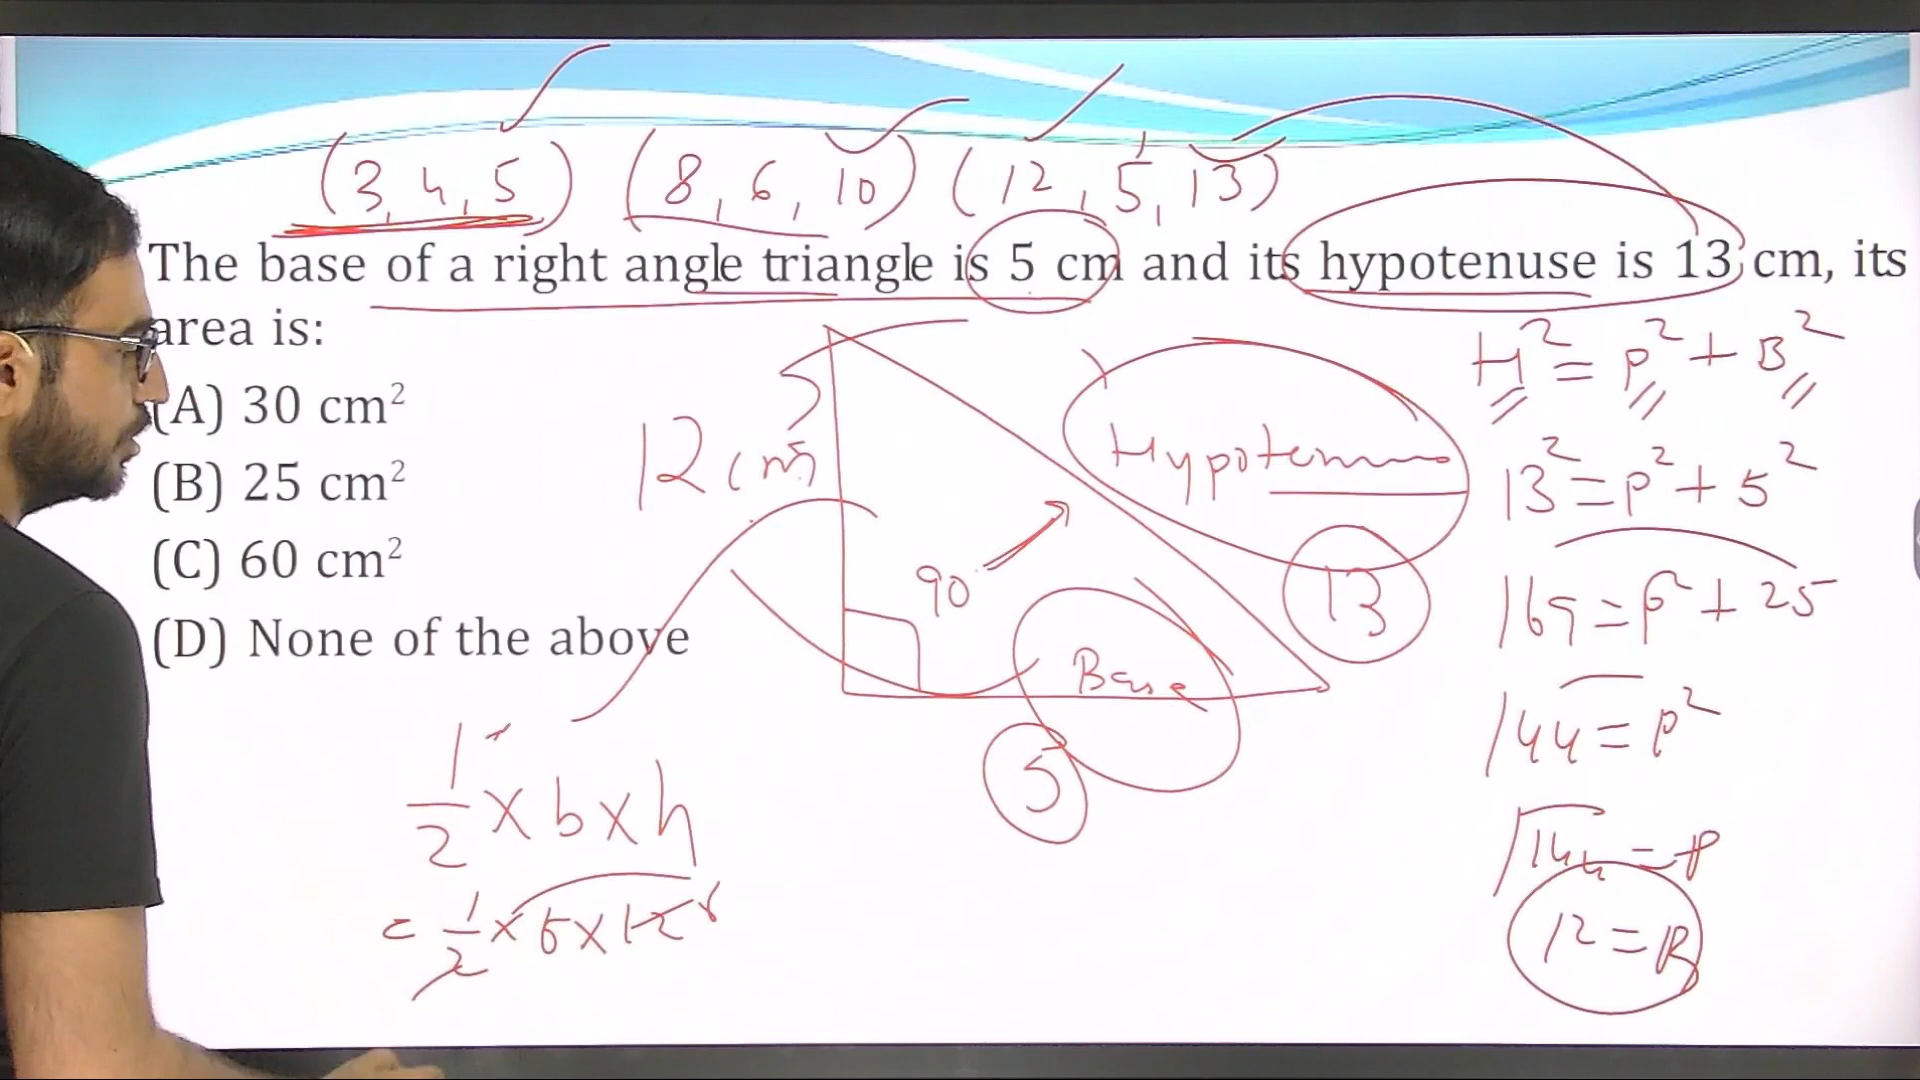 (3, 4, 5) (8, 6, 10) (12, 5, 13)
The base of a right angle triangle is 5 cm and its hypotenuse is 13 cm, its
area is:
(A) 30 cm²
(B) 25 cm²
(C) 60 cm²
(D) None of the above
12 cm
Hypotenuse
90
13
Base
5
1/2 × b × h
= 1/2 × 5 × 12 6
H² = P² + B²
13² = P² + 5²
169 = P² + 25
144 = P²
√144 = P
12 = P